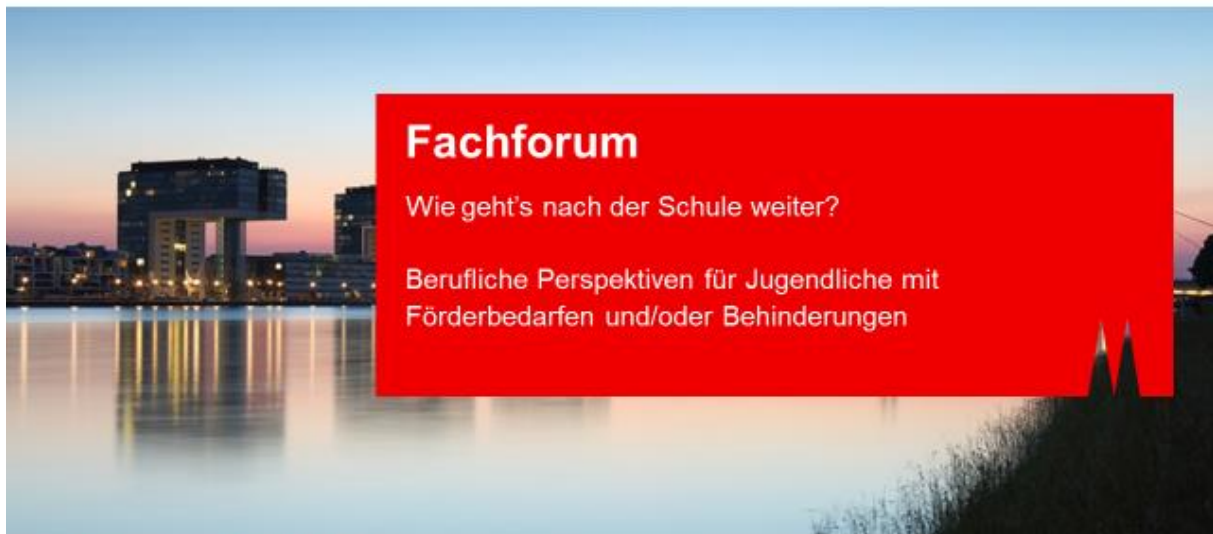 Fachforum
Wie geht's nach der Schule weiter?
Berufliche Perspektiven für Jugendliche mit
Förderbedarfen und/oder Behinderungen